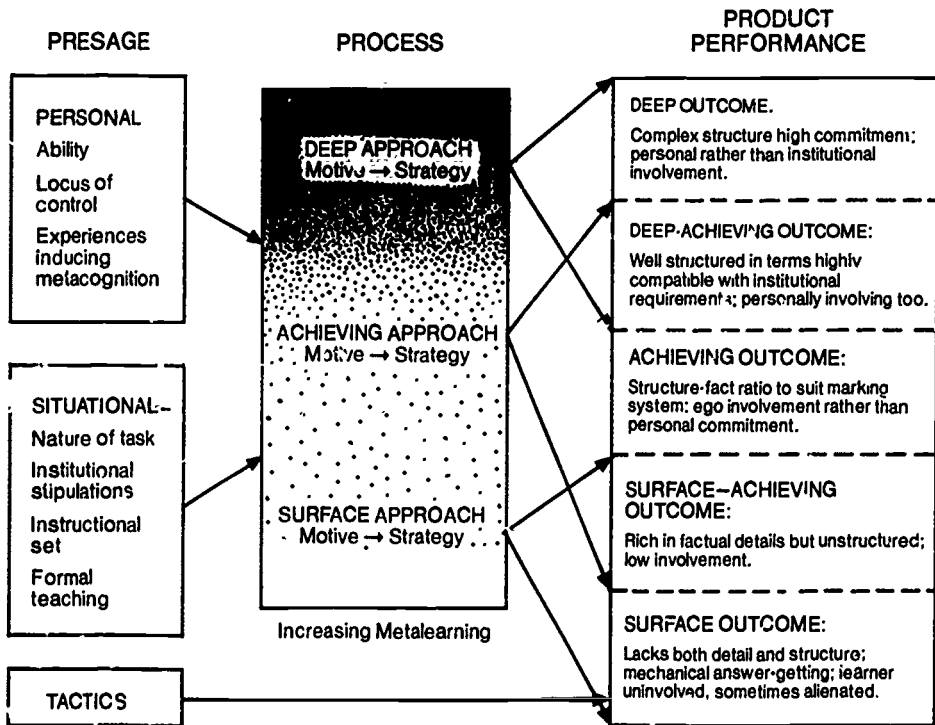 PRESAGE
PERSONAL
Ability
Locus of
control
Experiences
inducing
metacognition
SITUATIONAL–
Nature of task
Institutional
stipulations
Instructional
set
Formal
teaching
TACTICS
PROCESS
DEEP APPROACH
Motive → Strategy
ACHIEVING APPROACH
Motive → Strategy
SURFACE APPROACH
Motive → Strategy
Increasing Metalearning
PRODUCT
PERFORMANCE
DEEP OUTCOME.
Complex structure high commitment;
personal rather than institutional
involvement.
DEEP-ACHIEVING OUTCOME:
Well structured in terms highly
compatible with institutional
requirements; personally involving too.
ACHIEVING OUTCOME:
Structure-fact ratio to suit marking
system; ego involvement rather than
personal commitment.
SURFACE–ACHIEVING
OUTCOME:
Rich in factual details but unstructured;
low involvement.
SURFACE OUTCOME:
Lacks both detail and structure;
mechanical answer-getting; learner
uninvolved, sometimes alienated.